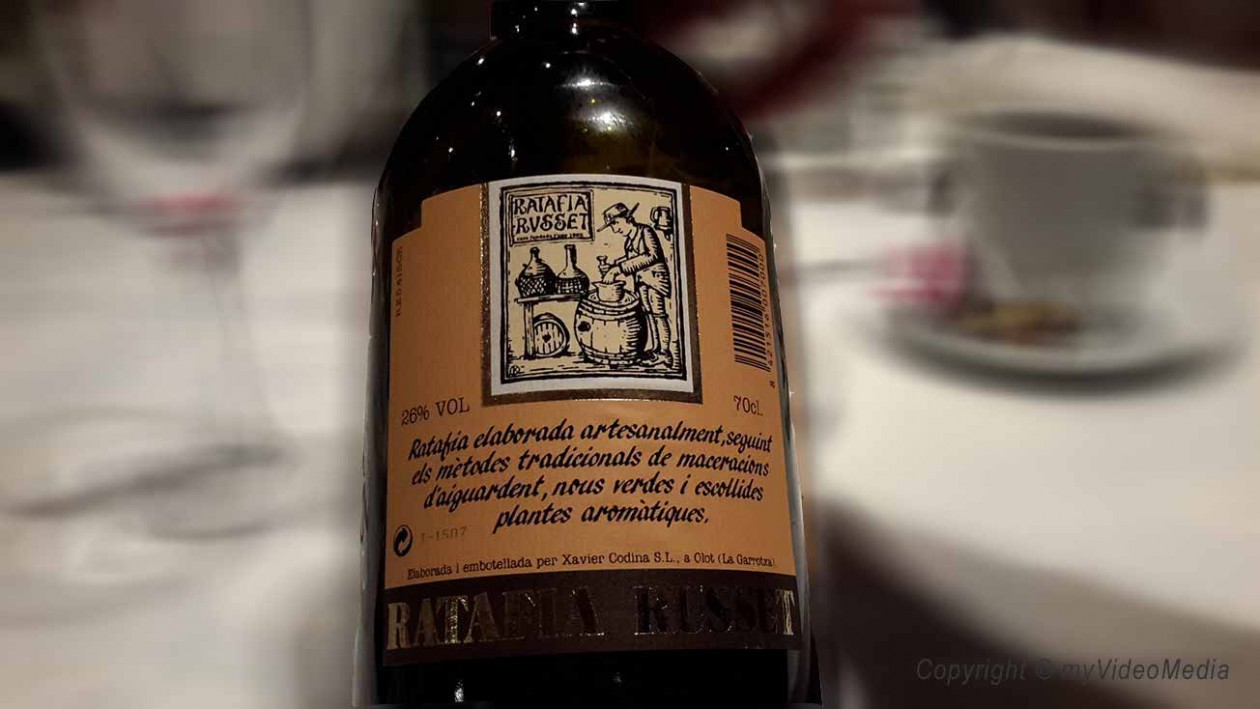 RATAFIA
RUSSET
26% VOL
70cl.
Ratafia elaborada artesanalment, seguint
els mètodes tradicionals de maceracions
d'aiguardent, nous verdes i escollides
plantes aromàtiques.
Elaborada i embotellada per Xavier Codina S.L., a Olot (La Garrotxa).
RATAFIA RUSSET
Copyright © myVideoMedia